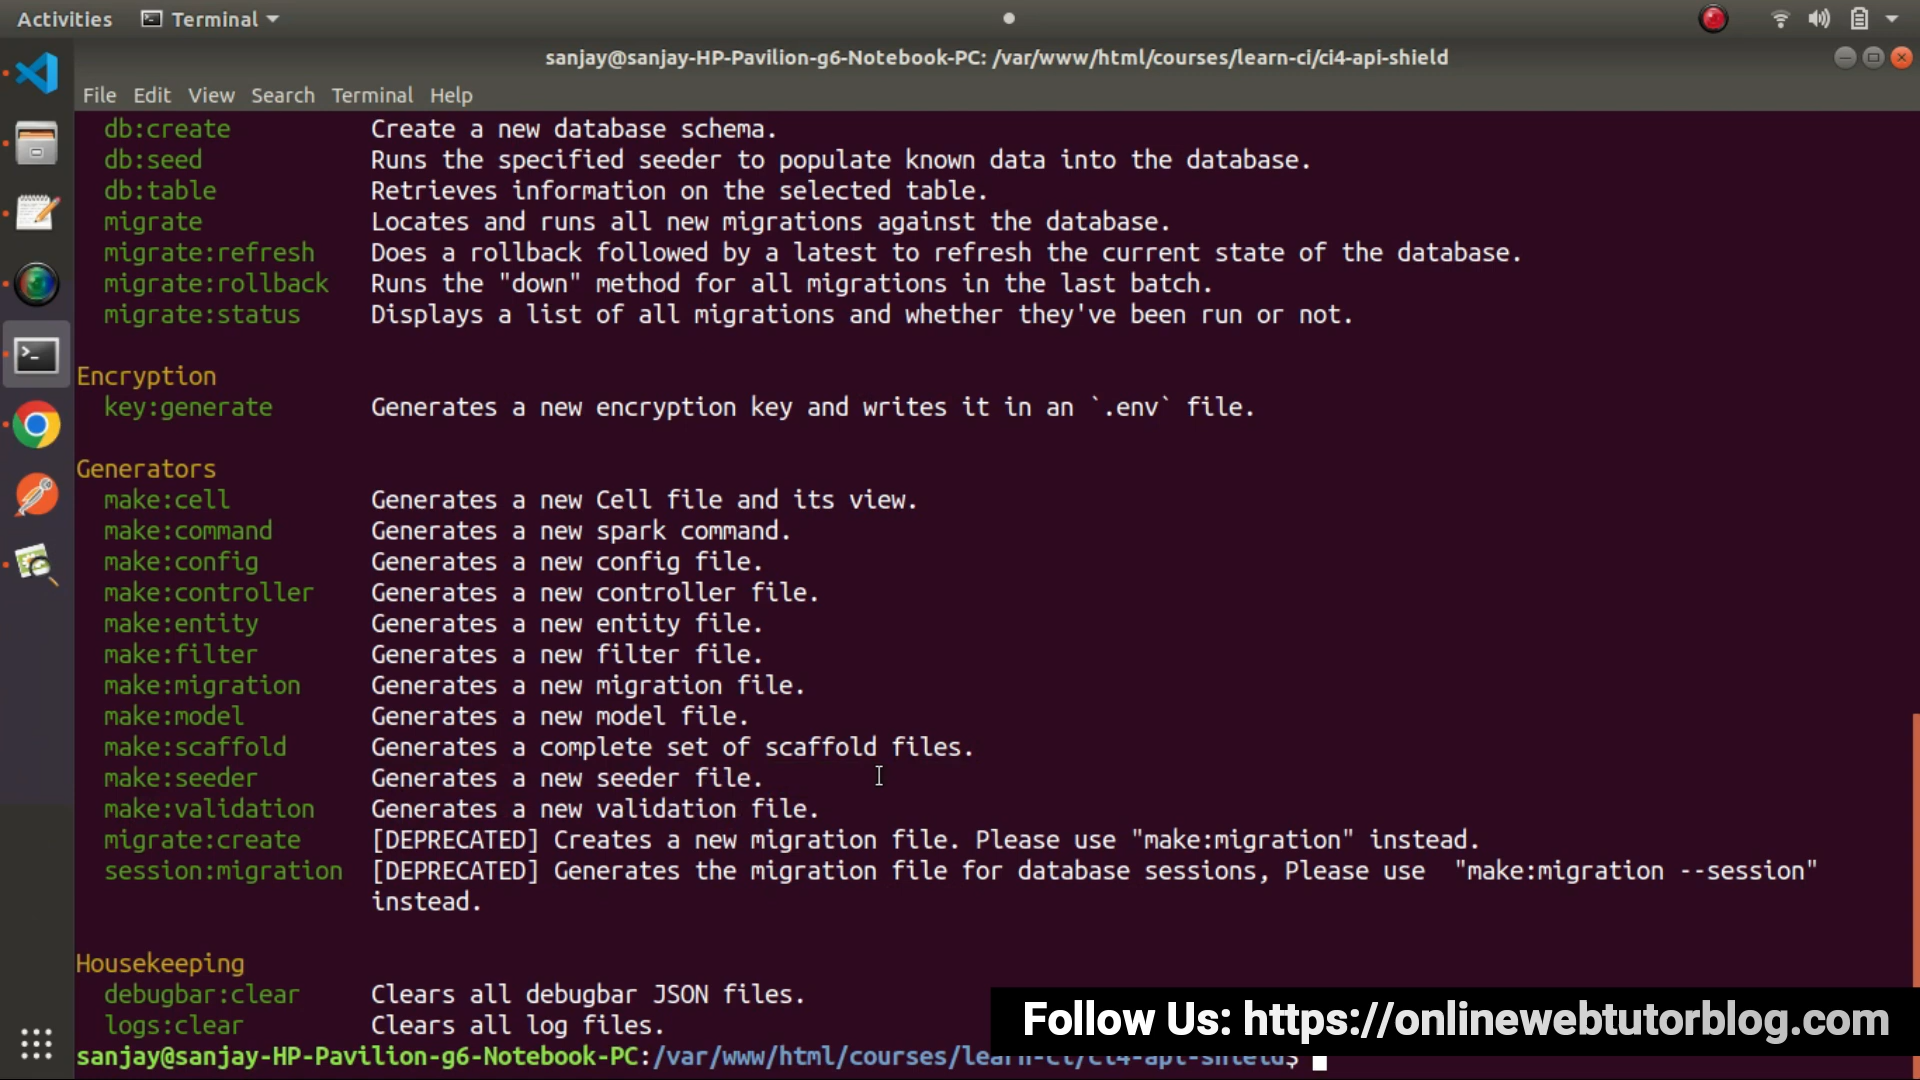 Activities Terminal
sanjay@sanjay-HP-Pavilion-g6-Notebook-PC: /var/www/html/courses/learn-ci/ci4-api-shield
File Edit View Search Terminal Help
db:create Create a new database schema.
db:seed Runs the specified seeder to populate known data into the database.
db:table Retrieves information on the selected table.
migrate Locates and runs all new migrations against the database.
migrate:refresh Does a rollback followed by a latest to refresh the current state of the database.
migrate:rollback Runs the "down" method for all migrations in the last batch.
migrate:status Displays a list of all migrations and whether they've been run or not.
Encryption
key:generate Generates a new encryption key and writes it in an `.env` file.
Generators
make:cell Generates a new Cell file and its view.
make:command Generates a new spark command.
make:config Generates a new config file.
make:controller Generates a new controller file.
make:entity Generates a new entity file.
make:filter Generates a new filter file.
make:migration Generates a new migration file.
make:model Generates a new model file.
make:scaffold Generates a complete set of scaffold files.
make:seeder Generates a new seeder file.
make:validation Generates a new validation file.
migrate:create [DEPRECATED] Creates a new migration file. Please use "make:migration" instead.
session:migration [DEPRECATED] Generates the migration file for database sessions, Please use "make:migration --session"
instead.
Housekeeping
debugbar:clear Clears all debugbar JSON files.
logs:clear Clears all log files.
Follow Us: https://onlinewebtutorblog.com
sanjay@sanjay-HP-Pavilion-g6-Notebook-PC:/var/www/html/courses/learn-ci/ci4-api-shield$